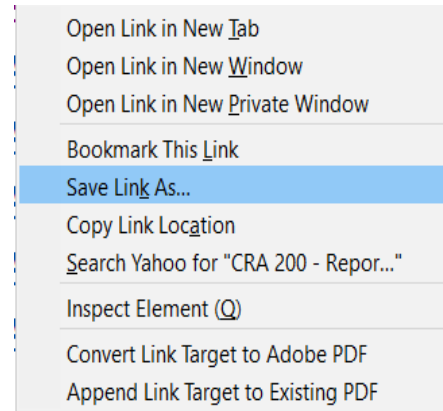 Open Link in New Tab
Open Link in New Window
Open Link in New Private Window
Bookmark This Link
Save Link As...
Copy Link Location
Search Yahoo for "CRA 200 - Repor..."
Inspect Element (Q)
Convert Link Target to Adobe PDF
Append Link Target to Existing PDF